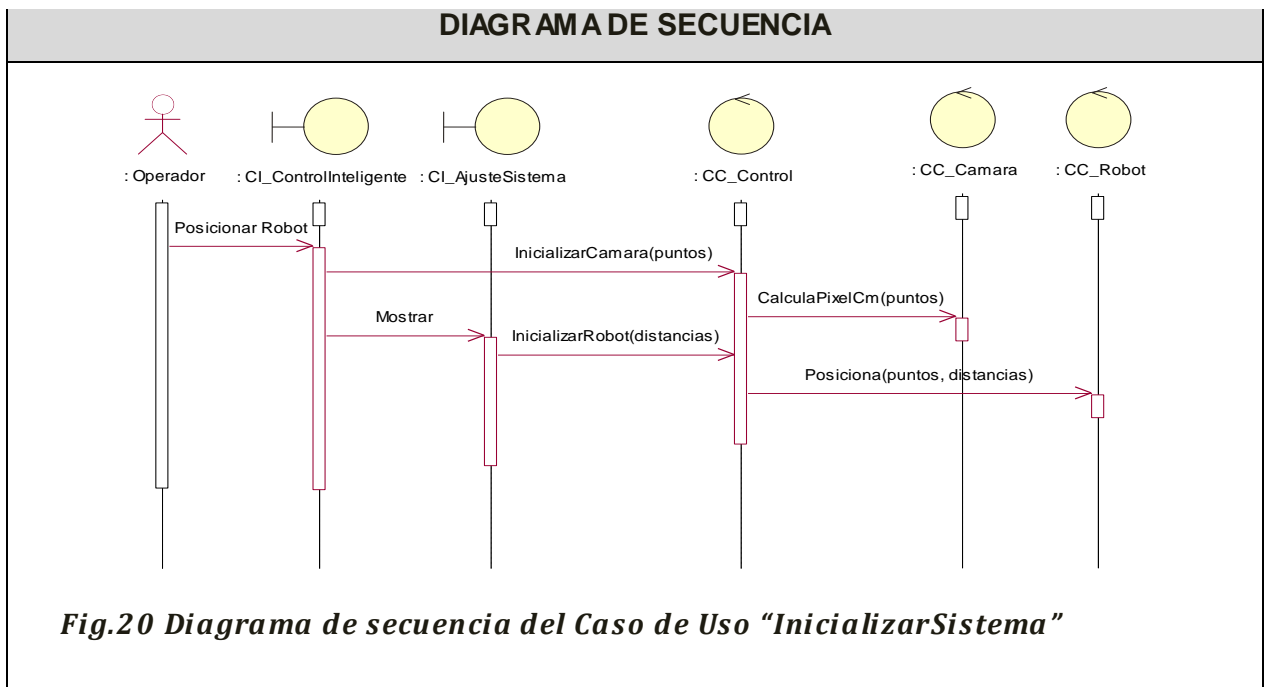 DIAGRAMA DE SECUENCIA
: Operador
: CI_ControlInteligente
: CI_AjusteSistema
: CC_Control
: CC_Camara
: CC_Robot
Posicionar Robot
InicializarCamara(puntos)
CalculaPixelCm(puntos)
Mostrar
InicializarRobot(distancias)
Posiciona(puntos, distancias)
Fig.20 Diagrama de secuencia del Caso de Uso “InicializarSistema”